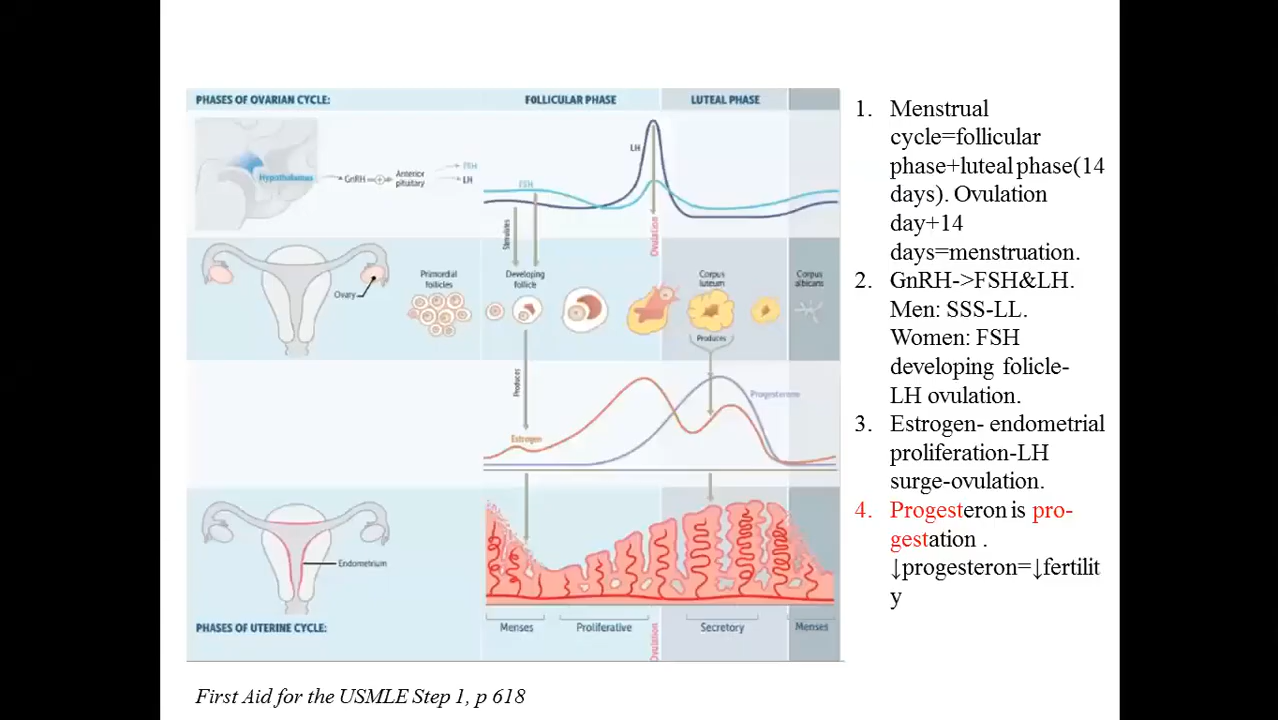 PHASES OF OVARIAN CYCLE:
FOLLICULAR PHASE
LUTEAL PHASE
LH
Hypothalamus
GnRH
Anterior
pituitary
FSH
LH
FSH
Stimulates
Ovulation
Ovary
Primordial
follicles
Developing
follicle
Corpus
luteum
Corpus
albicans
Produces
Produces
Progesterone
Estrogen
Endometrium
PHASES OF UTERINE CYCLE:
Menses
Proliferative
Ovulation
Secretory
Menses
1. Menstrual
cycle=follicular
phase+luteal phase(14
days). Ovulation
day+14
days=menstruation.
2. GnRH->FSH&LH.
Men: SSS-LL.
Women: FSH
developing folicle-
LH ovulation.
3. Estrogen- endometrial
proliferation-LH
surge-ovulation.
4. Progesteron is pro-
gestation .
↓progesteron=↓fertilit
y
First Aid for the USMLE Step 1, p 618